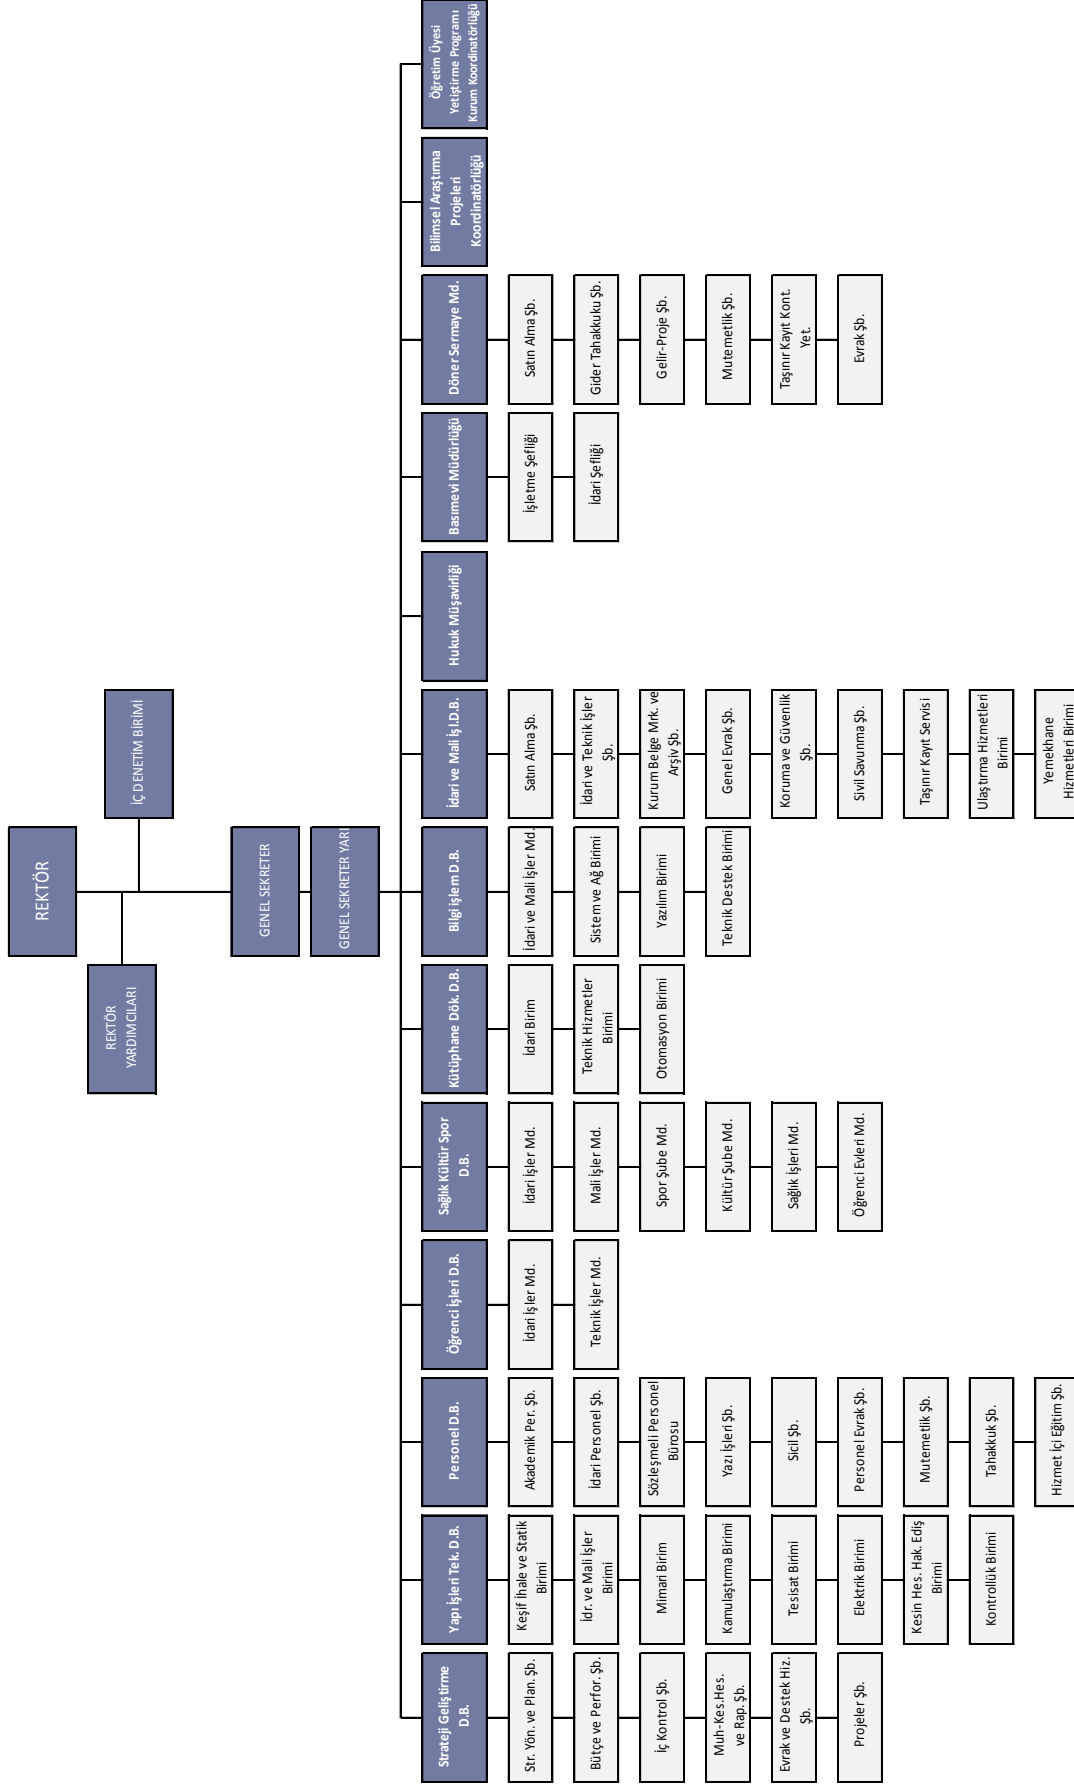 REKTÖR
REKTÖR
YARDIMCILARI
İÇ DENETİM BİRİMİ
GENEL SEKRETER
GENEL SEKRETER YARI
Strateji Geliştirme
D.B.
Str. Yön. ve Plan. Şb.
Bütçe ve Perfor. Şb.
İç Kontrol Şb.
Muh-Kes.Hes.
ve Rap. Şb.
Evrak ve Destek Hiz.
Şb.
Projeler Şb.
Yapı İşleri Tek. D.B.
Keşif İhale ve Statik
Birimi
İdr. ve Mali İşler
Birimi
Mimari Birim
Kamulaştırma Birimi
Tesisat Birimi
Elektrik Birimi
Kesin Hes. Hak. Ediş
Birimi
Kontrollük Birimi
Personel D.B.
Akademik Per. Şb.
İdari Personel Şb.
Sözleşmeli Personel
Bürosu
Yazı İşleri Şb.
Sicil Şb.
Personel Evrak Şb.
Mutemetlik Şb.
Tahakkuk Şb.
Hizmet İçi Eğitim Şb.
Öğrenci İşleri D.B.
İdari İşler Md.
Teknik İşler Md.
Sağlık Kültür Spor
D.B.
İdari İşler Md.
Mali İşler Md.
Spor Şube Md.
Kültür Şube Md.
Sağlık İşleri Md.
Öğrenci Evleri Md.
Kütüphane Dök. D.B.
İdari Birim
Teknik Hizmetler
Birimi
Otomasyon Birimi
Bilgi işlem D.B.
İdari ve Mali İşler Md.
Sistem ve Ağ Birimi
Yazılım Birimi
Teknik Destek Birimi
İdari ve Mali İşl.D.B.
Satın Alma Şb.
İdari ve Teknik İşler
Şb.
Kurum Belge Mrk. ve
Arşiv Şb.
Genel Evrak Şb.
Koruma ve Güvenlik
Şb.
Sivil Savunma Şb.
Taşınır Kayıt Servisi
Ulaştırma Hizmetleri
Birimi
Yemekhane
Hizmetleri Birimi
Hukuk Müşavirliği
Basımevi Müdürlüğü
İşletme Şefliği
İdari Şefliği
Döner Sermaye Md.
Satın Alma Şb.
Gider Tahakkuku Şb.
Gelir-Proje Şb.
Mutemetlik Şb.
Taşınır Kayıt Kont.
Yet.
Evrak Şb.
Bilimsel Araştırma
Projeleri
Koordinatörlüğü
Öğretim Üyesi
Yetiştirme Programı
Kurum Koordinatörlüğü